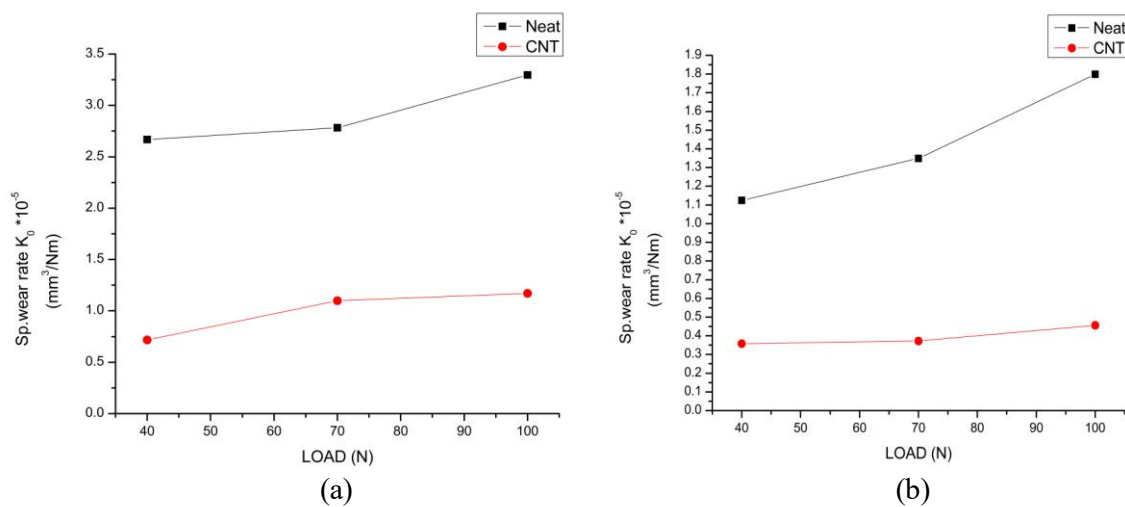 Neat
CNT
3.5
3.0
2.5
2.0
1.5
1.0
0.5
0.0
Sp.wear rate K₀ *10⁻⁵
(mm³/Nm)
40 50 60 70 80 90 100
LOAD (N)
(a)
Neat
CNT
1.8
1.7
1.6
1.5
1.4
1.3
1.2
1.1
1.0
0.9
0.8
0.7
0.6
0.5
0.4
0.3
0.2
0.1
0.0
Sp.wear rate K₀ *10⁻⁵
(mm³/Nm)
40 50 60 70 80 90 100
LOAD (N)
(b)